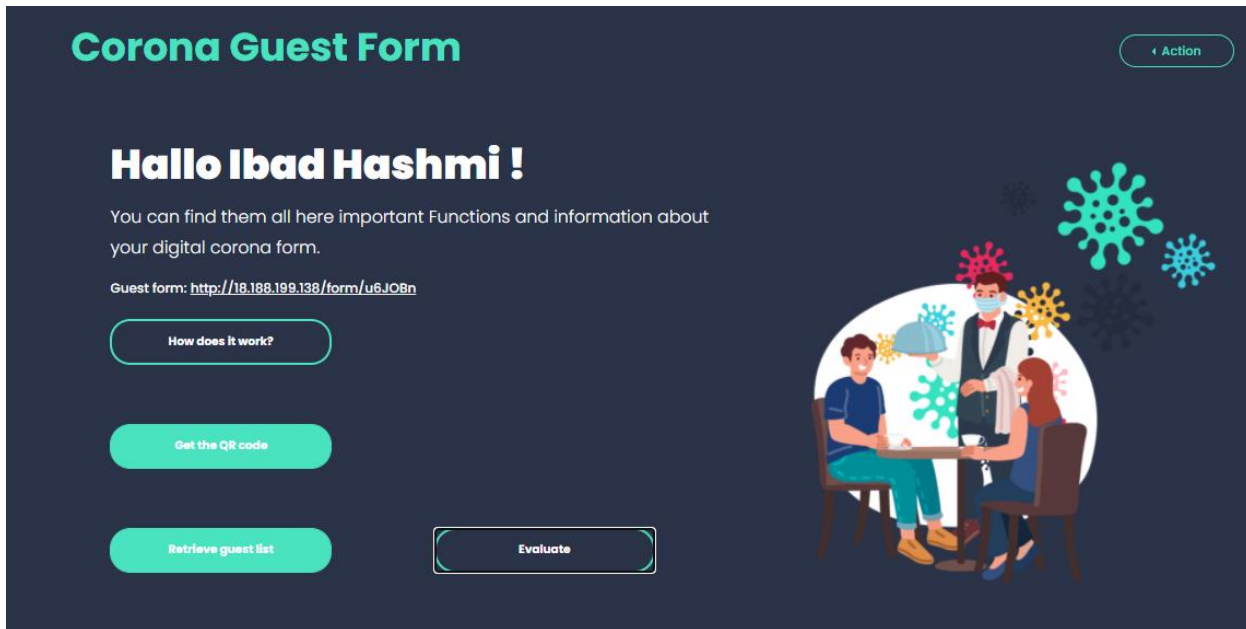 Corona Guest Form
Action
Hallo Ibad Hashmi !
You can find them all here important Functions and information about
your digital corona form.
Guest form: http://18.188.199.138/form/u6JOBn
How does it work?
Get the QR code
Retrieve guest list
Evaluate